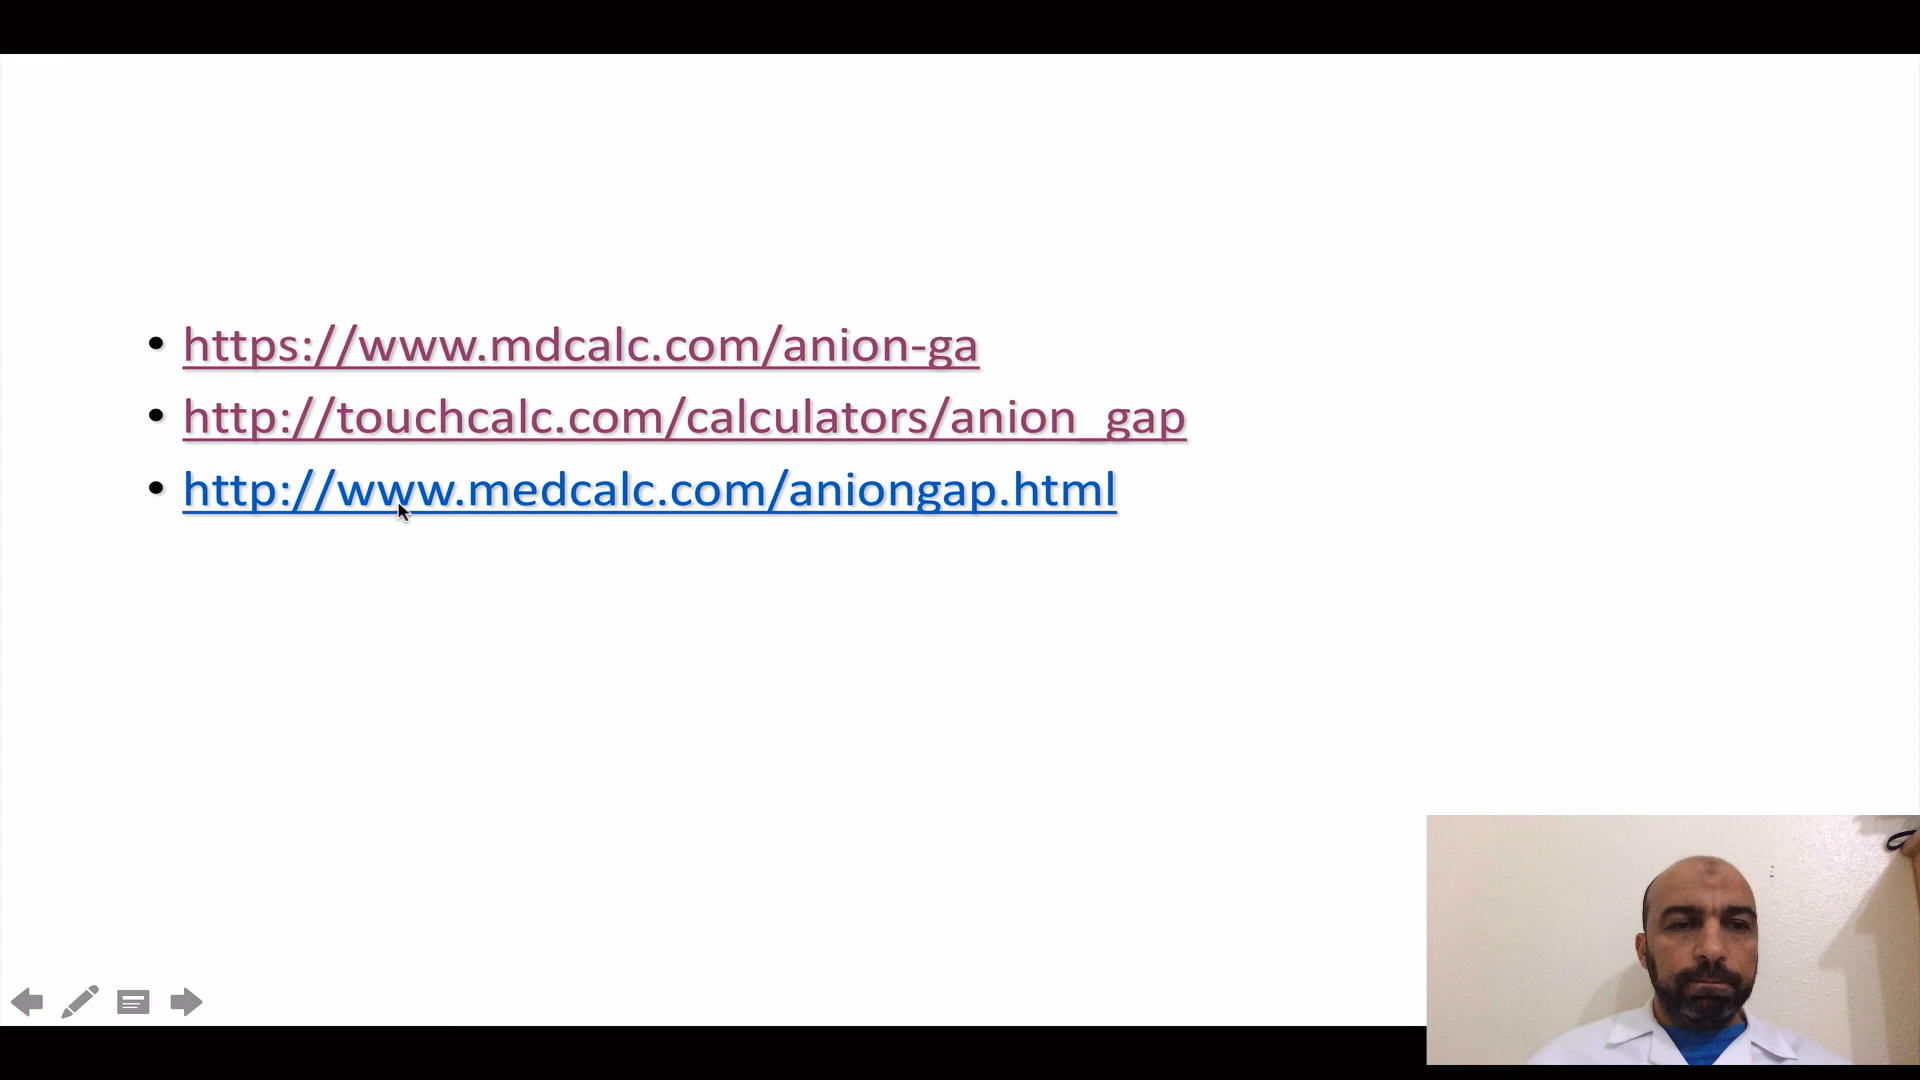 • https://www.mdcalc.com/anion-ga
• http://touchcalc.com/calculators/anion_gap
• http://www.medcalc.com/aniongap.html